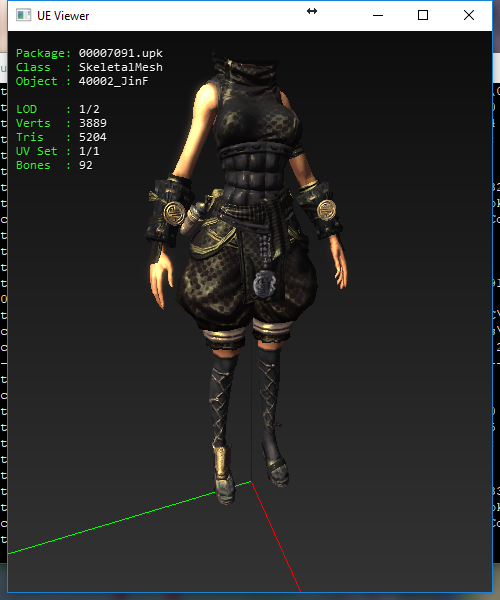 UE Viewer
Package: 00007091.upk
Class : SkeletalMesh
Object : 40002_JinF
LOD : 1/2
Verts : 3889
Tris : 5204
UV Set : 1/1
Bones : 92